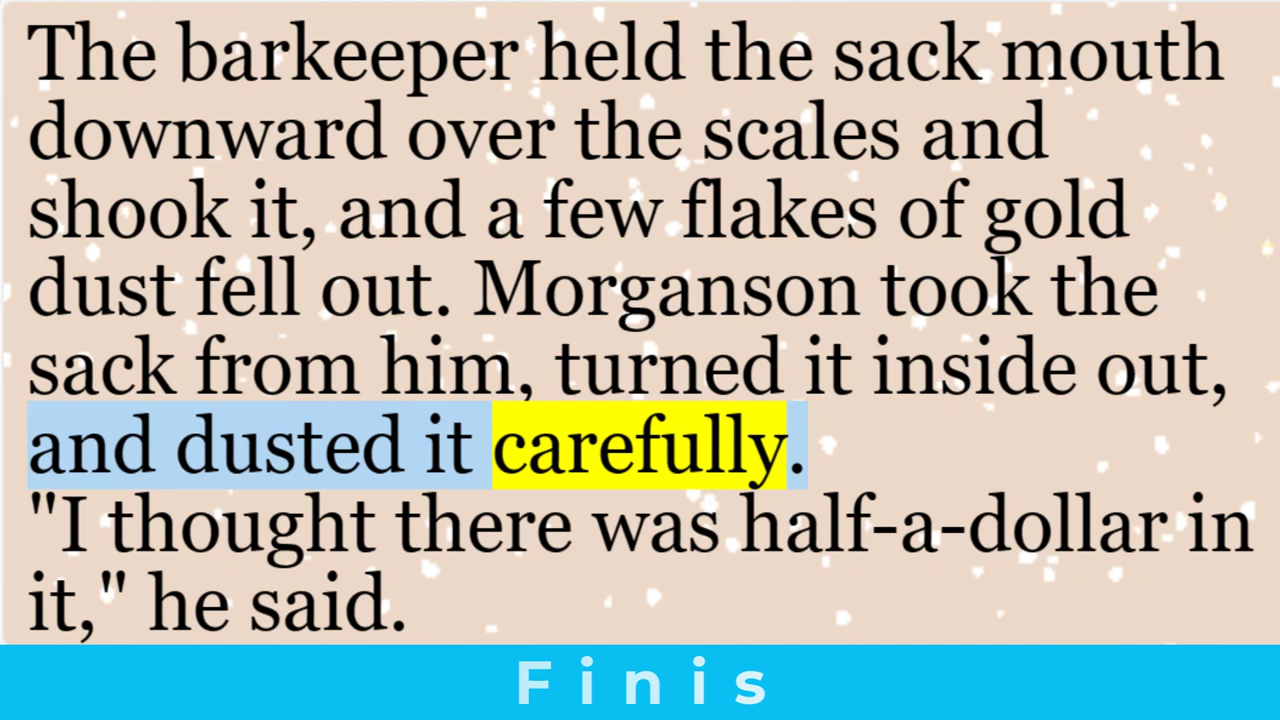 The barkeeper held the sack mouth
downward over the scales and
shook it, and a few flakes of gold
dust fell out. Morganson took the
sack from him, turned it inside out,
and dusted it carefully.
"I thought there was half-a-dollar in
it," he said.
Finis